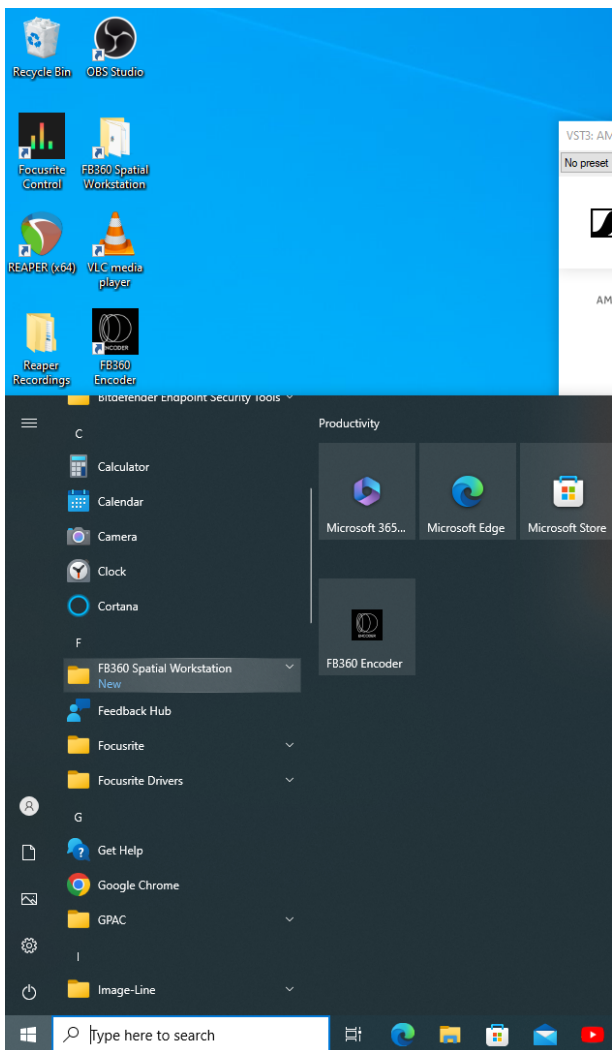 Recycle Bin
OBS Studio
Focusrite
Control
FB360 Spatial
Workstation
REAPER (x64)
VLC media
player
Reaper
Recordings
ENCODER
FB360
Encoder
VST3: AM
No preset
AM
Bitdefender Endpoint Security Tools
C
Calculator
Calendar
Camera
Clock
Cortana
F
FB360 Spatial Workstation
New
Feedback Hub
Focusrite
Focusrite Drivers
G
Get Help
Google Chrome
GPAC
I
Image-Line
Productivity
Microsoft 365...
Microsoft Edge
Microsoft Store
ENCODER
FB360 Encoder
Type here to search